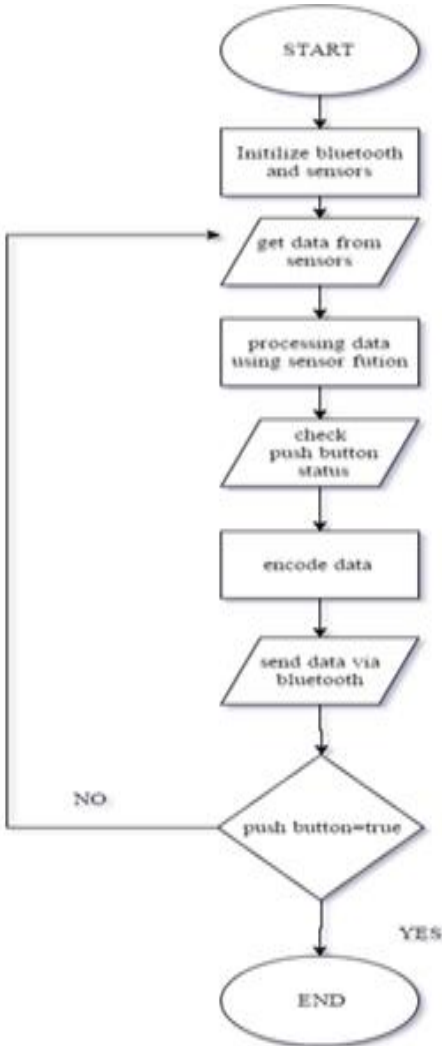 START
Initilize bluetooth
and sensors
get data from
sensors
processing data
using sensor fution
check
push button
status
encode data
send data via
bluetooth
push button=true
NO
YES
END